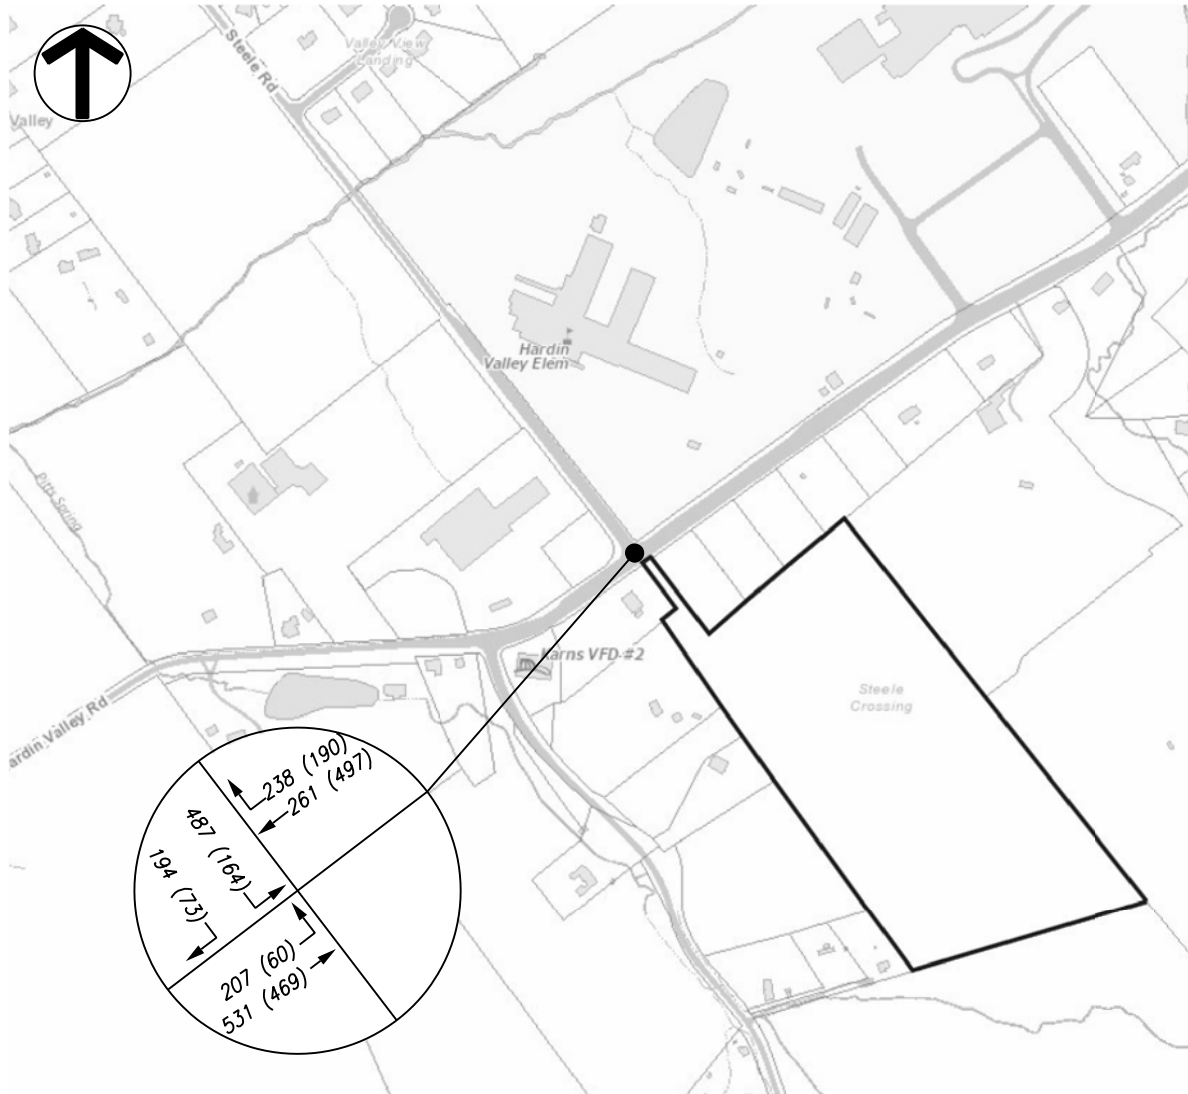 Steele Rd
Valley View
Landing
Valley
Hardin
Valley Elem
Pitts Spring
Karns VFD #2
Steele
Crossing
ardin Valley Rd
238 (190)
261 (497)
487 (164)
194 (73)
207 (60)
531 (469)